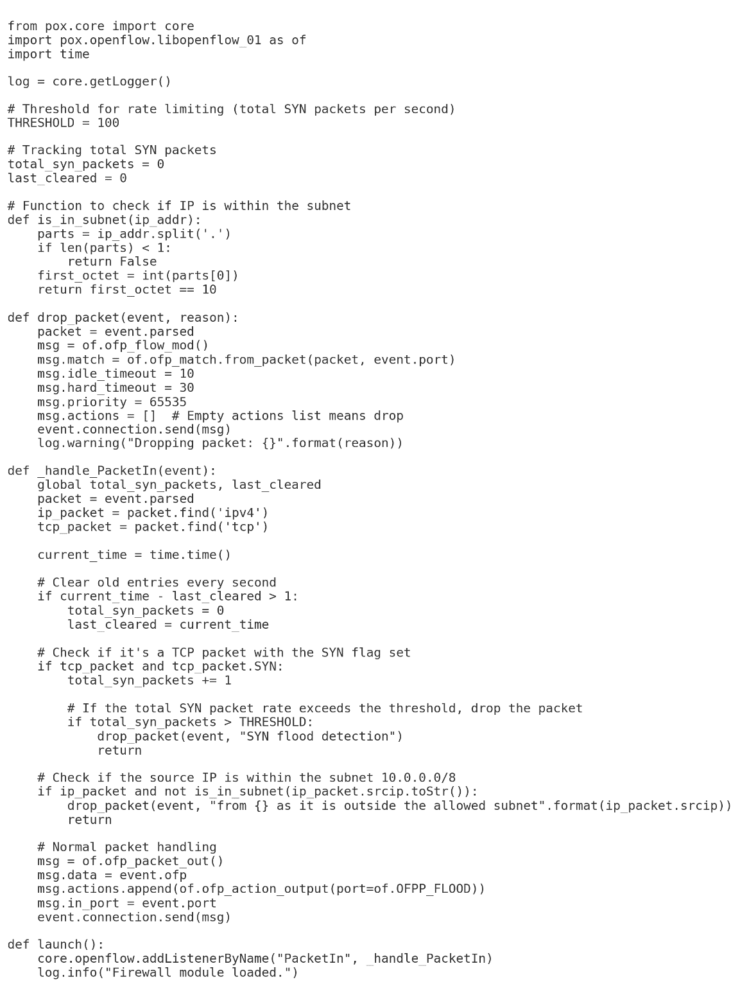 from pox.core import core
import pox.openflow.libopenflow_01 as of
import time

log = core.getLogger()

# Threshold for rate limiting (total SYN packets per second)
THRESHOLD = 100

# Tracking total SYN packets
total_syn_packets = 0
last_cleared = 0

# Function to check if IP is within the subnet
def is_in_subnet(ip_addr):
    parts = ip_addr.split('.')
    if len(parts) < 1:
        return False
    first_octet = int(parts[0])
    return first_octet == 10

def drop_packet(event, reason):
    packet = event.parsed
    msg = of.ofp_flow_mod()
    msg.match = of.ofp_match.from_packet(packet, event.port)
    msg.idle_timeout = 10
    msg.hard_timeout = 30
    msg.priority = 65535
    msg.actions = []  # Empty actions list means drop
    event.connection.send(msg)
    log.warning("Dropping packet: {}".format(reason))

def _handle_PacketIn(event):
    global total_syn_packets, last_cleared
    packet = event.parsed
    ip_packet = packet.find('ipv4')
    tcp_packet = packet.find('tcp')

    current_time = time.time()

    # Clear old entries every second
    if current_time - last_cleared > 1:
        total_syn_packets = 0
        last_cleared = current_time

    # Check if it's a TCP packet with the SYN flag set
    if tcp_packet and tcp_packet.SYN:
        total_syn_packets += 1

        # If the total SYN packet rate exceeds the threshold, drop the packet
        if total_syn_packets > THRESHOLD:
            drop_packet(event, "SYN flood detection")
            return

    # Check if the source IP is within the subnet 10.0.0.0/8
    if ip_packet and not is_in_subnet(ip_packet.srcip.toStr()):
        drop_packet(event, "from {} as it is outside the allowed subnet".format(ip_packet.srcip))
        return

    # Normal packet handling
    msg = of.ofp_packet_out()
    msg.data = event.ofp
    msg.actions.append(of.ofp_action_output(port=of.OFPP_FLOOD))
    msg.in_port = event.port
    event.connection.send(msg)

def launch():
    core.openflow.addListenerByName("PacketIn", _handle_PacketIn)
    log.info("Firewall module loaded.")